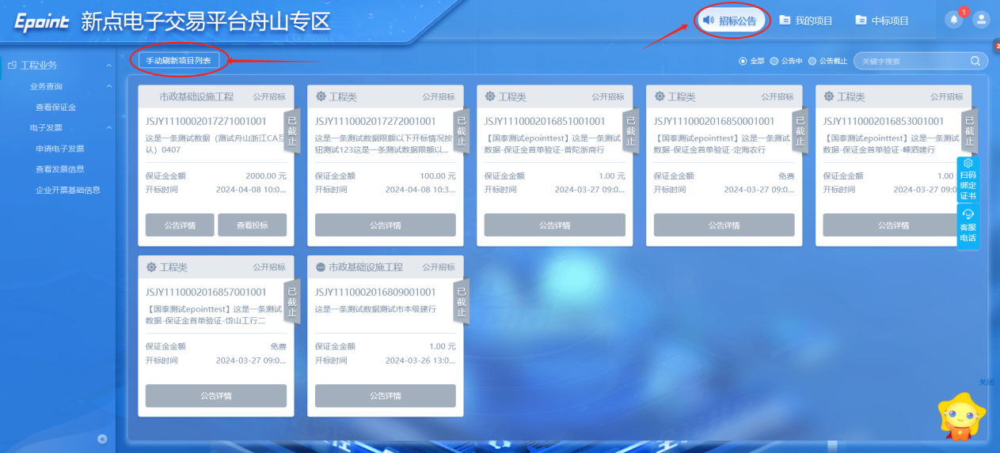 Epoint 新点电子交易平台舟山专区
招标公告
我的项目
中标项目
1
2
工程业务
业务查询
查看保证金
电子发票
申请电子发票
查看发票信息
企业开票基础信息
手动刷新项目列表
全部
公告中
公告截止
关键字搜索
市政基础设施工程 公开招标
JSJY1110002017271001001
这是一条测试数据（测试舟山浙江CA互
认）0407
已截止
保证金金额 2000.00 元
开标时间 2024-04-08 10:0...
公告详情 查看投标
工程类 公开招标
JSJY1110002017272001001
这是一条测试数据限额以下开标情况按
钮测试123这是一条测试数据限额以...
已截止
保证金金额 100.00 元
开标时间 2024-04-08 10:3...
公告详情
工程类 公开招标
JSJY1110002016851001001
【国泰测试epointtest】这是一条测试
数据-保证金首单验证-普陀浙商行
已截止
保证金金额 1.00 元
开标时间 2024-03-27 09:0...
公告详情
工程类 公开招标
JSJY1110002016850001001
【国泰测试epointtest】这是一条测试
数据-保证金首单验证-定海农行
已截止
保证金金额 免费
开标时间 2024-03-27 09:0...
公告详情
工程类 公开招标
JSJY1110002016853001001
【国泰测试epointtest】这是一条测试
数据-保证金首单验证-嵊泗建行
已截止
保证金金额 1.00
开标时间 2024-03-27 09:0
公告详情
扫码
绑定
证书
客服
电话
工程类 公开招标
JSJY1110002016857001001
【国泰测试epointtest】这是一条测试
数据-保证金首单验证-岱山工行二
已截止
保证金金额 免费
开标时间 2024-03-27 09:0...
公告详情
市政基础设施工程 公开招标
JSJY1110002016809001001
这是一条测试数据测试市本级建行
已截止
保证金金额 1.00 元
开标时间 2024-03-26 13:0...
公告详情
关闭